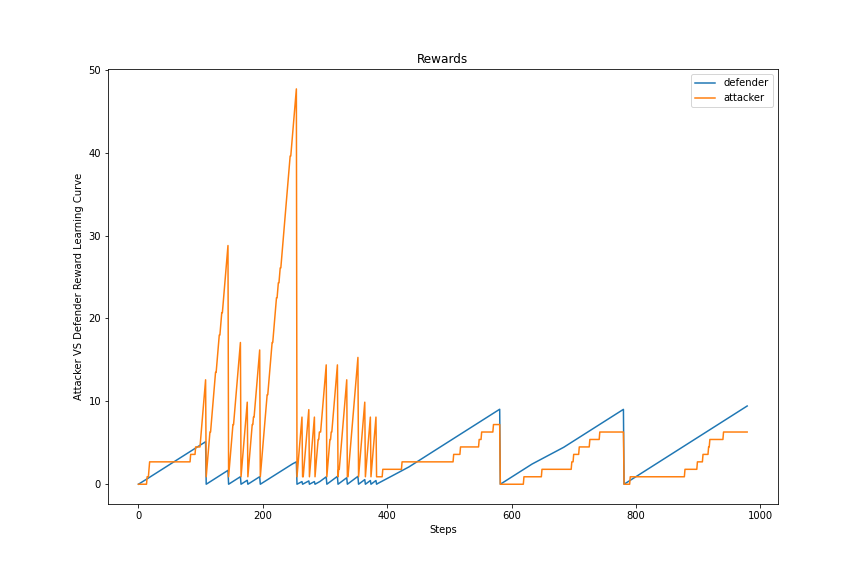 Rewards
defender
attacker
Attacker VS Defender Reward Learning Curve
50
40
30
20
10
0
0 200 400 600 800 1000
Steps